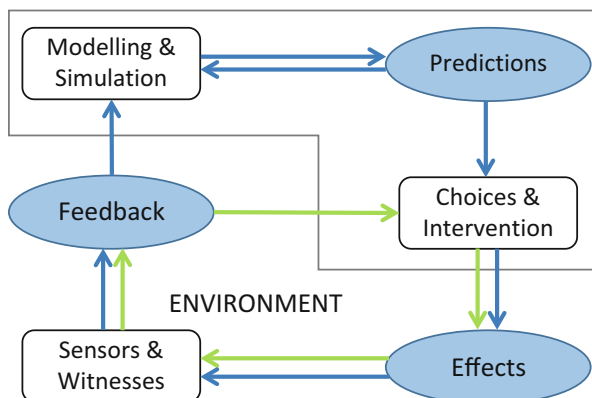 Modelling &
Simulation
Predictions
Feedback
Choices &
Intervention
ENVIRONMENT
Sensors &
Witnesses
Effects